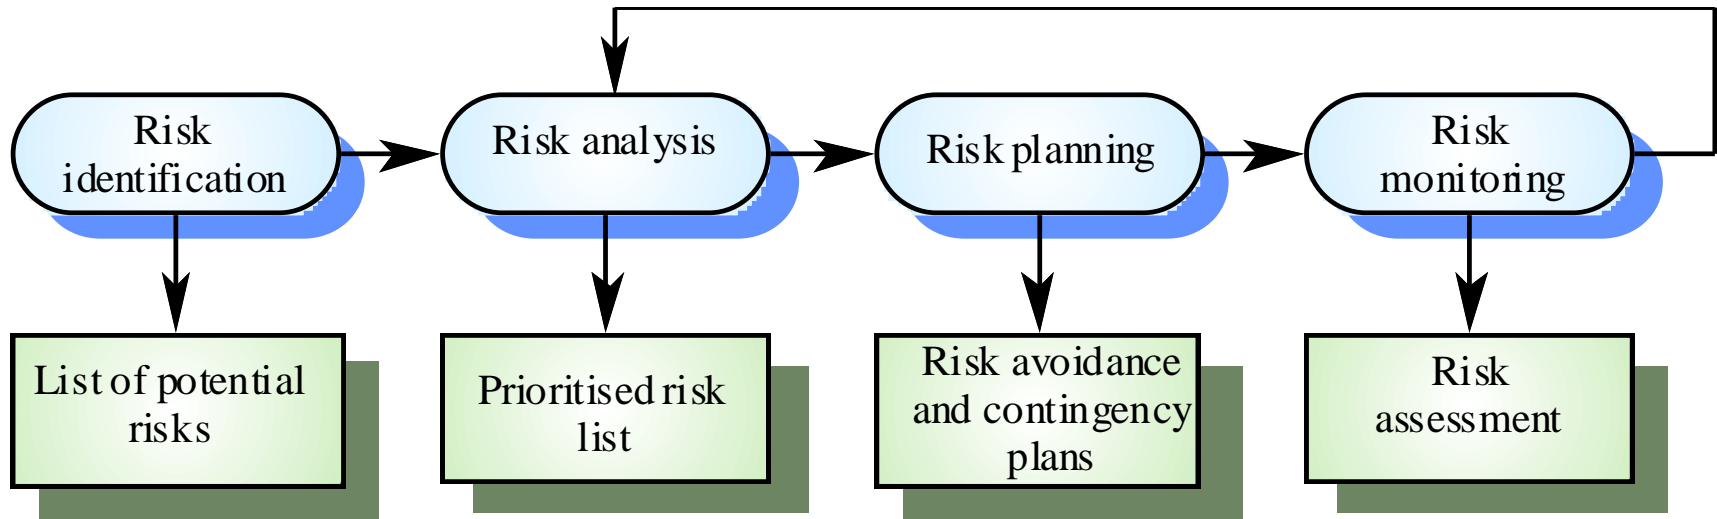 Risk
identification
Risk analysis
Risk planning
Risk
monitoring
List of potential
risks
Prioritised risk
list
Risk avoidance
and contingency
plans
Risk
assessment